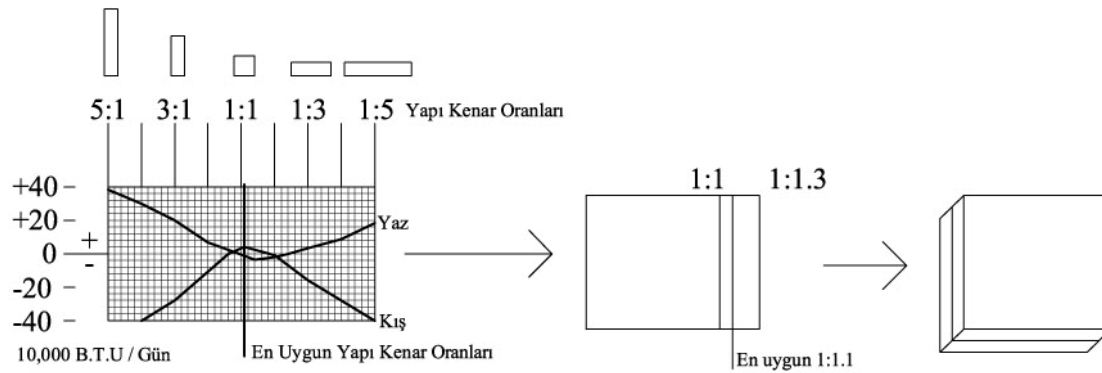 5:1 3:1 1:1 1:3 1:5 Yapı Kenar Oranları
+40
+20
+
0
-
-20
-40
Yaz
Kış
10,000 B.T.U / Gün
En Uygun Yapı Kenar Oranları
1:1 1:1.3
En uygun 1:1.1